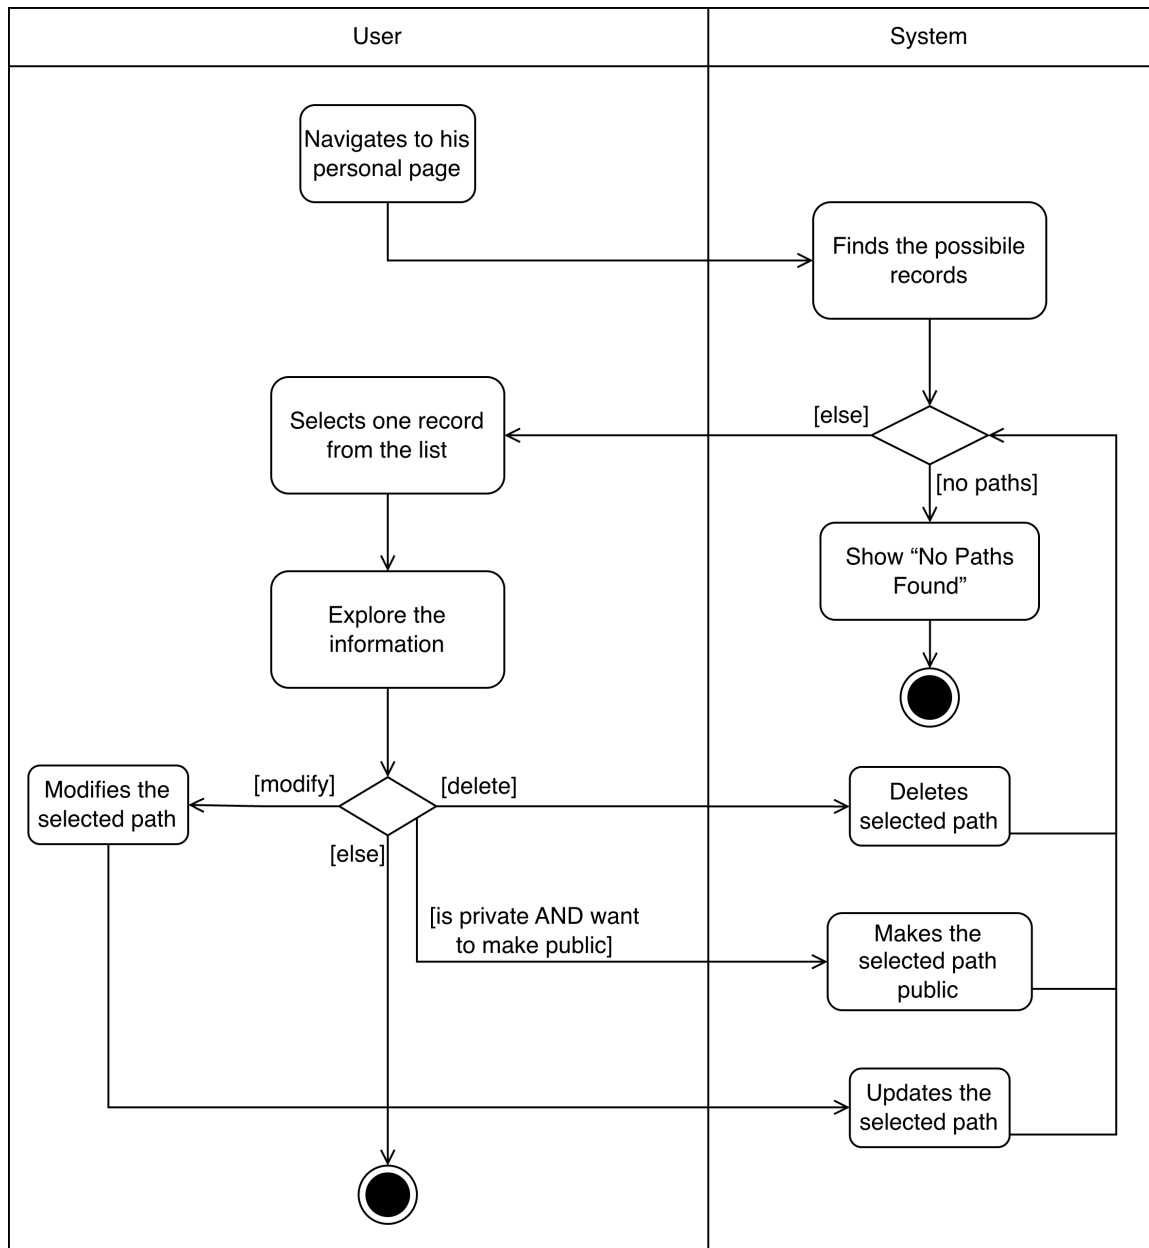 User
System
Navigates to his
personal page
Finds the possibile
records
[else]
Selects one record
from the list
[no paths]
Show “No Paths
Found”
Explore the
information
[modify]
[delete]
Modifies the
selected path
Deletes
selected path
[else]
[is private AND want
to make public]
Makes the
selected path
public
Updates the
selected path